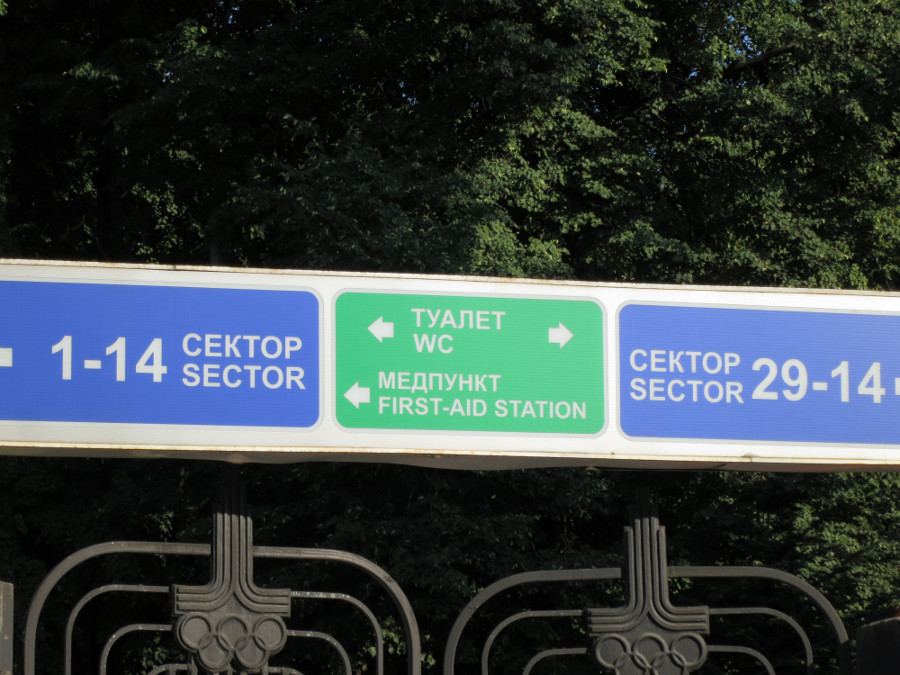 1-14
СЕКТОР
SECTOR
ТУАЛЕТ
WC
МЕДПУНКТ
FIRST-AID STATION
СЕКТОР
SECTOR
29-14